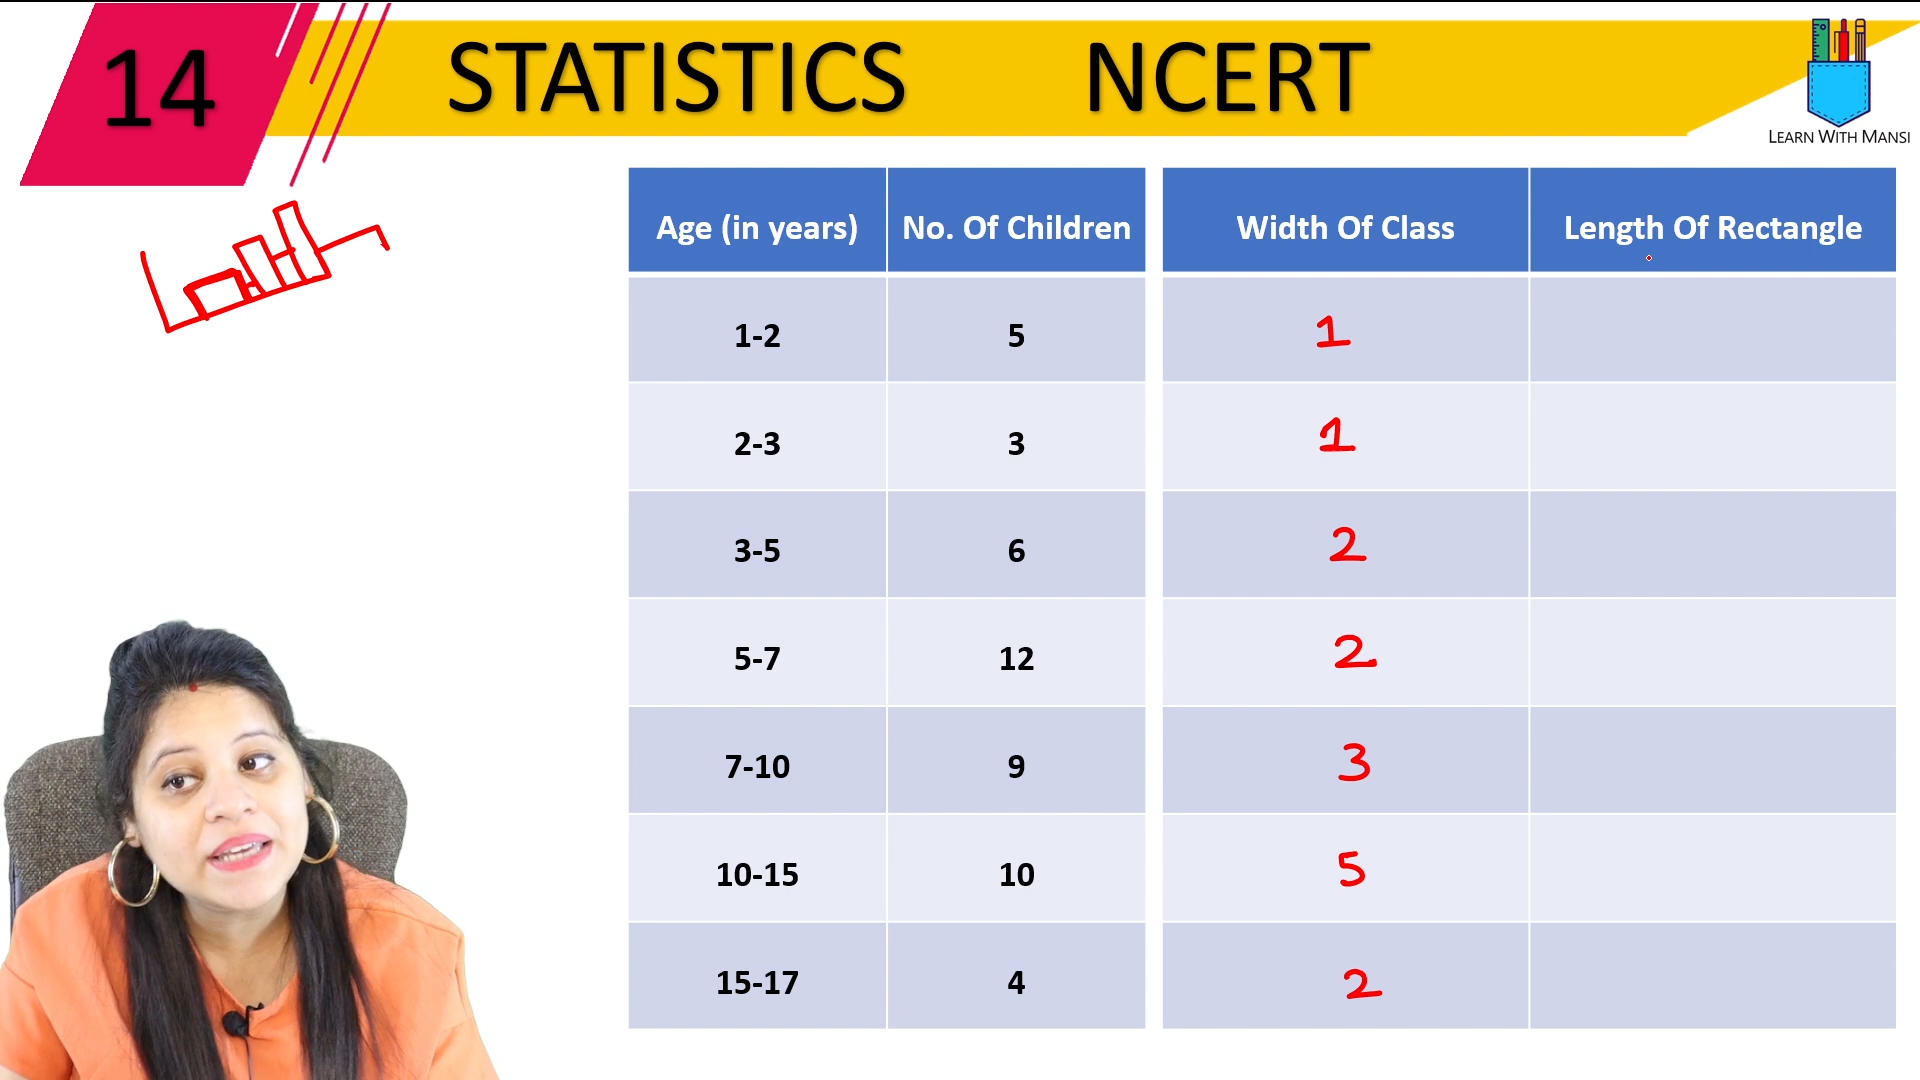 14 STATISTICS NCERT
LEARN WITH MANSI
Age (in years) No. Of Children Width Of Class Length Of Rectangle
1-2 5 1
2-3 3 1
3-5 6 2
5-7 12 2
7-10 9 3
10-15 10 5
15-17 4 2